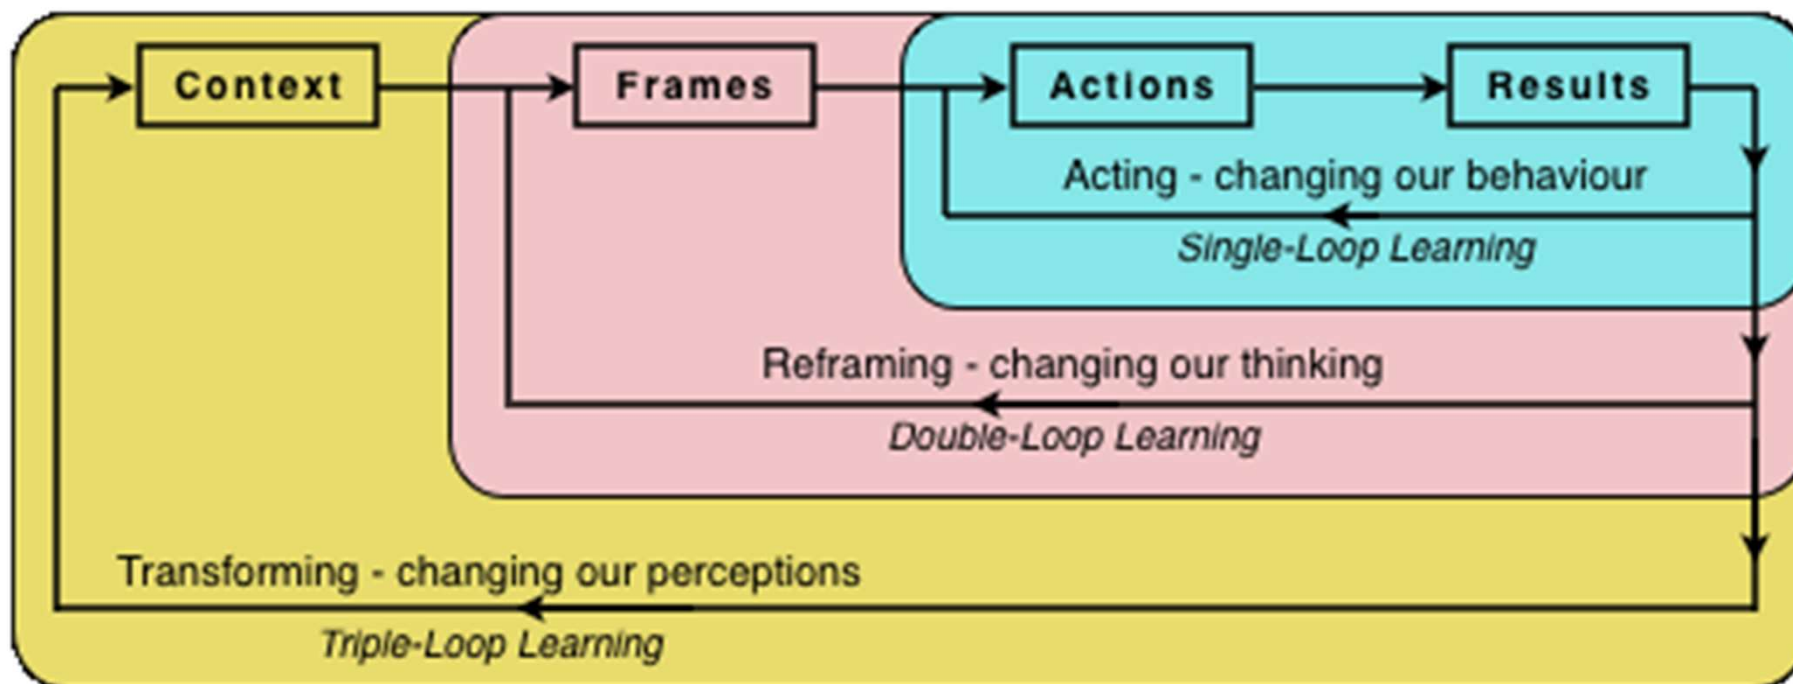 Context
Frames
Actions
Results
Acting - changing our behaviour
Single-Loop Learning
Reframing - changing our thinking
Double-Loop Learning
Transforming - changing our perceptions
Triple-Loop Learning